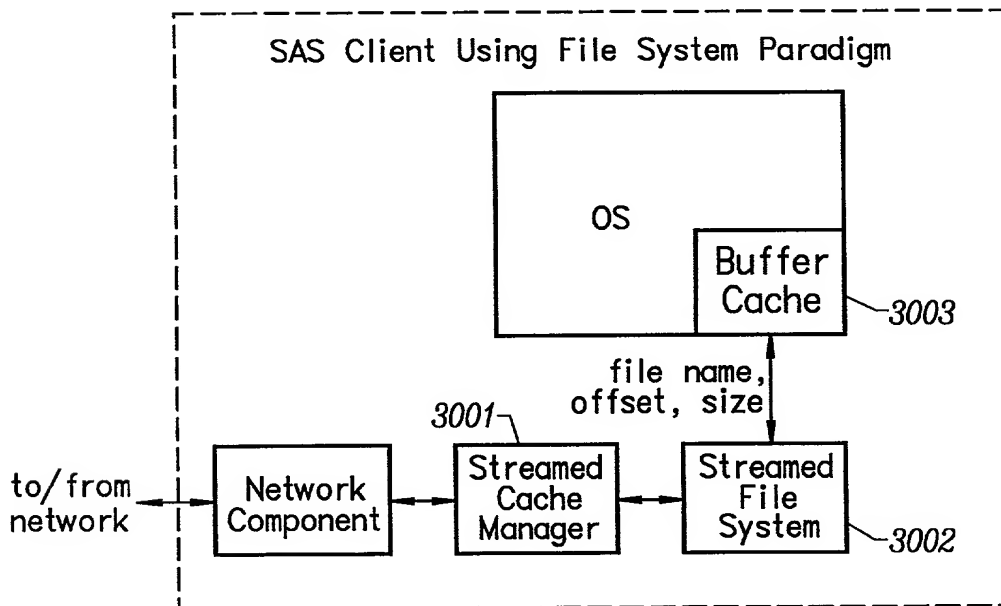 SAS Client Using File System Paradigm
OS
Buffer
Cache
3003
file name,
offset, size
3001
to/from
network
Network
Component
Streamed
Cache
Manager
Streamed
File
System
3002